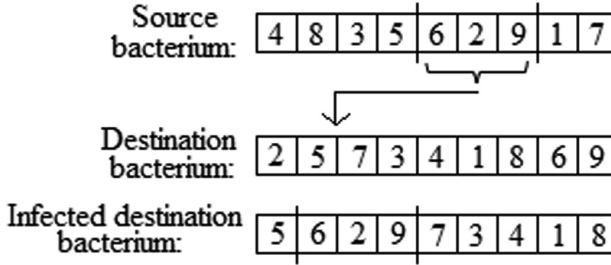 Source
bacterium: 4 8 3 5 6 2 9 1 7
Destination
bacterium: 2 5 7 3 4 1 8 6 9
Infected destination
bacterium: 5 6 2 9 7 3 4 1 8